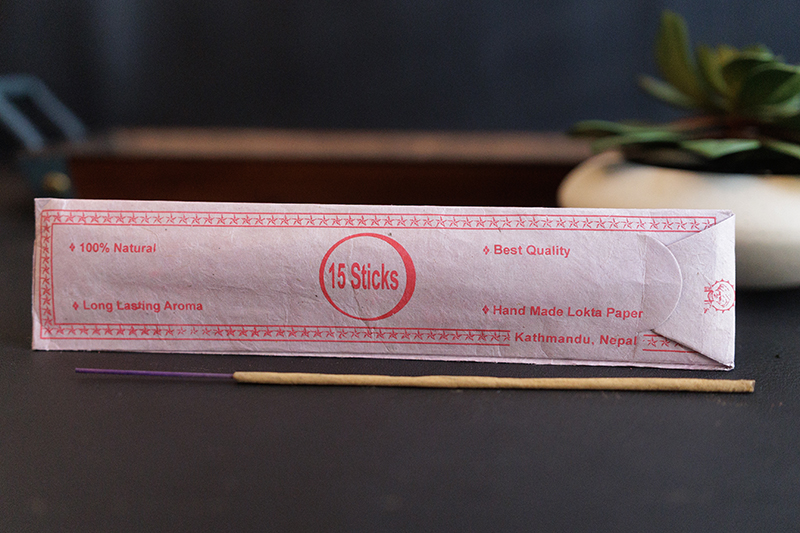 100% Natural
Long Lasting Aroma
15 Sticks
Best Quality
Hand Made Lokta Paper
Kathmandu, Nepal